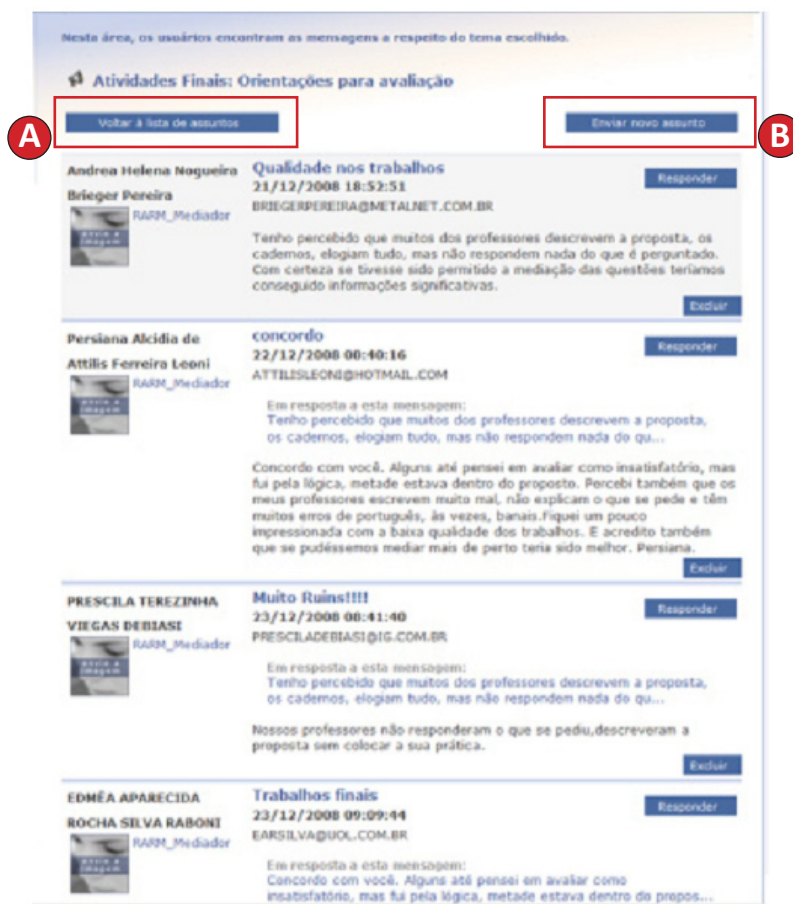 Nesta área, os usuários encontram as mensagens a respeito do tema escolhido.
Atividades Finais: Orientações para avaliação
A
Voltar à lista de assuntos
Enviar novo assunto
B
Andrea Helena Nogueira
Brieger Pereira
RARM_Mediador
envie a
imagem
Qualidade nos trabalhos
21/12/2008 18:52:51
BRIEGERPEREIRA@METALNET.COM.BR
Responder
Tenho percebido que muitos dos professores descrevem a proposta, os
cadernos, elogiam tudo, mas não respondem nada do que é perguntado.
Com certeza se tivesse sido permitido a mediação das questões teríamos
conseguido informações significativas.
Excluir
Persiana Alcidia de
Attilis Ferreira Leoni
RARM_Mediador
envie a
imagem
concordo
22/12/2008 08:40:16
ATTILISLEONI@HOTMAIL.COM
Responder
Em resposta a esta mensagem:
Tenho percebido que muitos dos professores descrevem a proposta,
os cadernos, elogiam tudo, mas não respondem nada do qu...
Concordo com você. Alguns até pensei em avaliar como insatisfatório, mas
fui pela lógica, metade estava dentro do proposto. Percebi também que os
meus professores escrevem muito mal, não explicam o que se pede e têm
muitos erros de português, às vezes, banais.Fiquei um pouco
impressionada com a baixa qualidade dos trabalhos. E acredito também
que se pudéssemos mediar mais de perto teria sido melhor. Persiana.
Excluir
PRESCILA TEREZINHA
VIEGAS DEBIASI
RARM_Mediador
envie a
imagem
Muito Ruins!!!!
23/12/2008 08:41:40
PRESCILADEBIASI@IG.COM.BR
Responder
Em resposta a esta mensagem:
Tenho percebido que muitos dos professores descrevem a proposta,
os cadernos, elogiam tudo, mas não respondem nada do qu...
Nossos professores não responderam o que se pediu,descreveram a
proposta sem colocar a sua prática.
Excluir
EDMÊA APARECIDA
ROCHA SILVA RABONI
RARM_Mediador
envie a
imagem
Trabalhos finais
23/12/2008 09:09:44
EARSILVA@UOL.COM.BR
Responder
Em resposta a esta mensagem:
Concordo com você. Alguns até pensei em avaliar como
insatisfatório, mas fui pela lógica, metade estava dentro do propos...